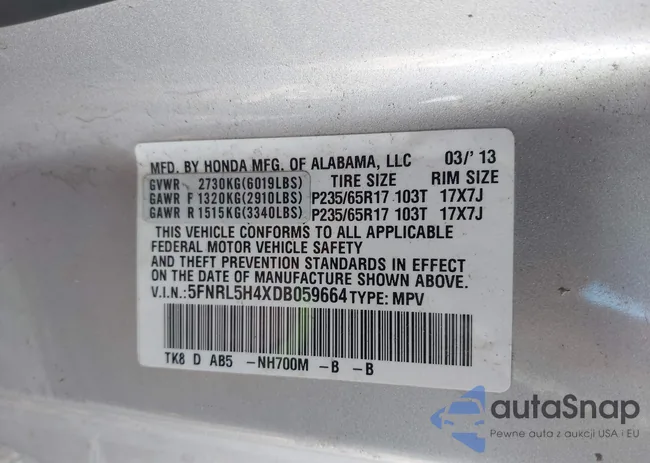 MFD. BY HONDA MFG. OF ALABAMA, LLC 03/'13
GVWR 2730KG(6019LBS) TIRE SIZE RIM SIZE
GAWR F 1320KG(2910LBS) P235/65R17 103T 17X7J
GAWR R 1515KG(3340LBS) P235/65R17 103T 17X7J
THIS VEHICLE CONFORMS TO ALL APPLICABLE
FEDERAL MOTOR VEHICLE SAFETY
AND THEFT PREVENTION STANDARDS IN EFFECT
ON THE DATE OF MANUFACTURE SHOWN ABOVE.
V.I.N.:5FNRL5H4XDB059664 TYPE: MPV
TK8 D AB5 -NH700M -B -B
autaSnap
Pewne auta z aukcji USA i EU